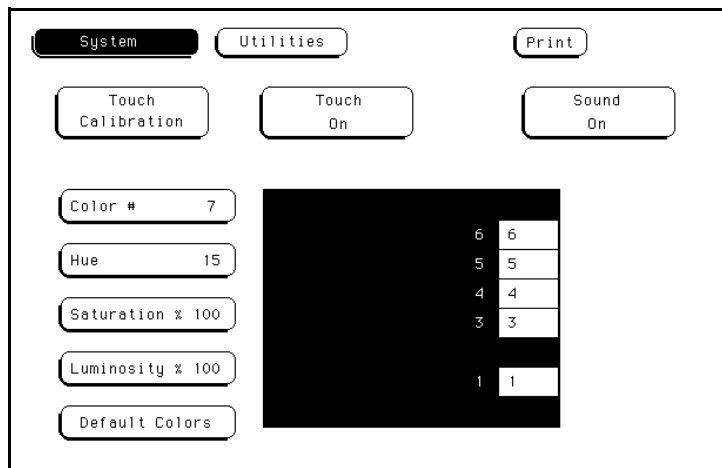 System Utilities Print
Touch Calibration
Touch On
Sound On
Color # 7
Hue 15
Saturation % 100
Luminosity % 100
Default Colors
6 6
5 5
4 4
3 3
1 1